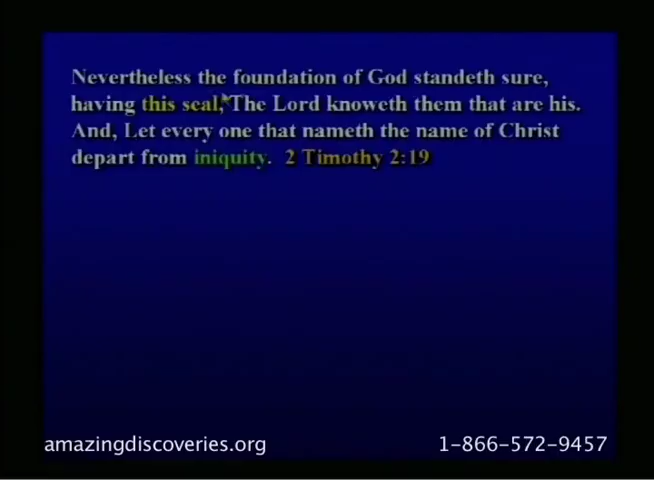 Nevertheless the foundation of God standeth sure,
having this seal, The Lord knoweth them that are his.
And, Let every one that nameth the name of Christ
depart from iniquity. 2 Timothy 2:19
amazingdiscoveries.org 1-866-572-9457